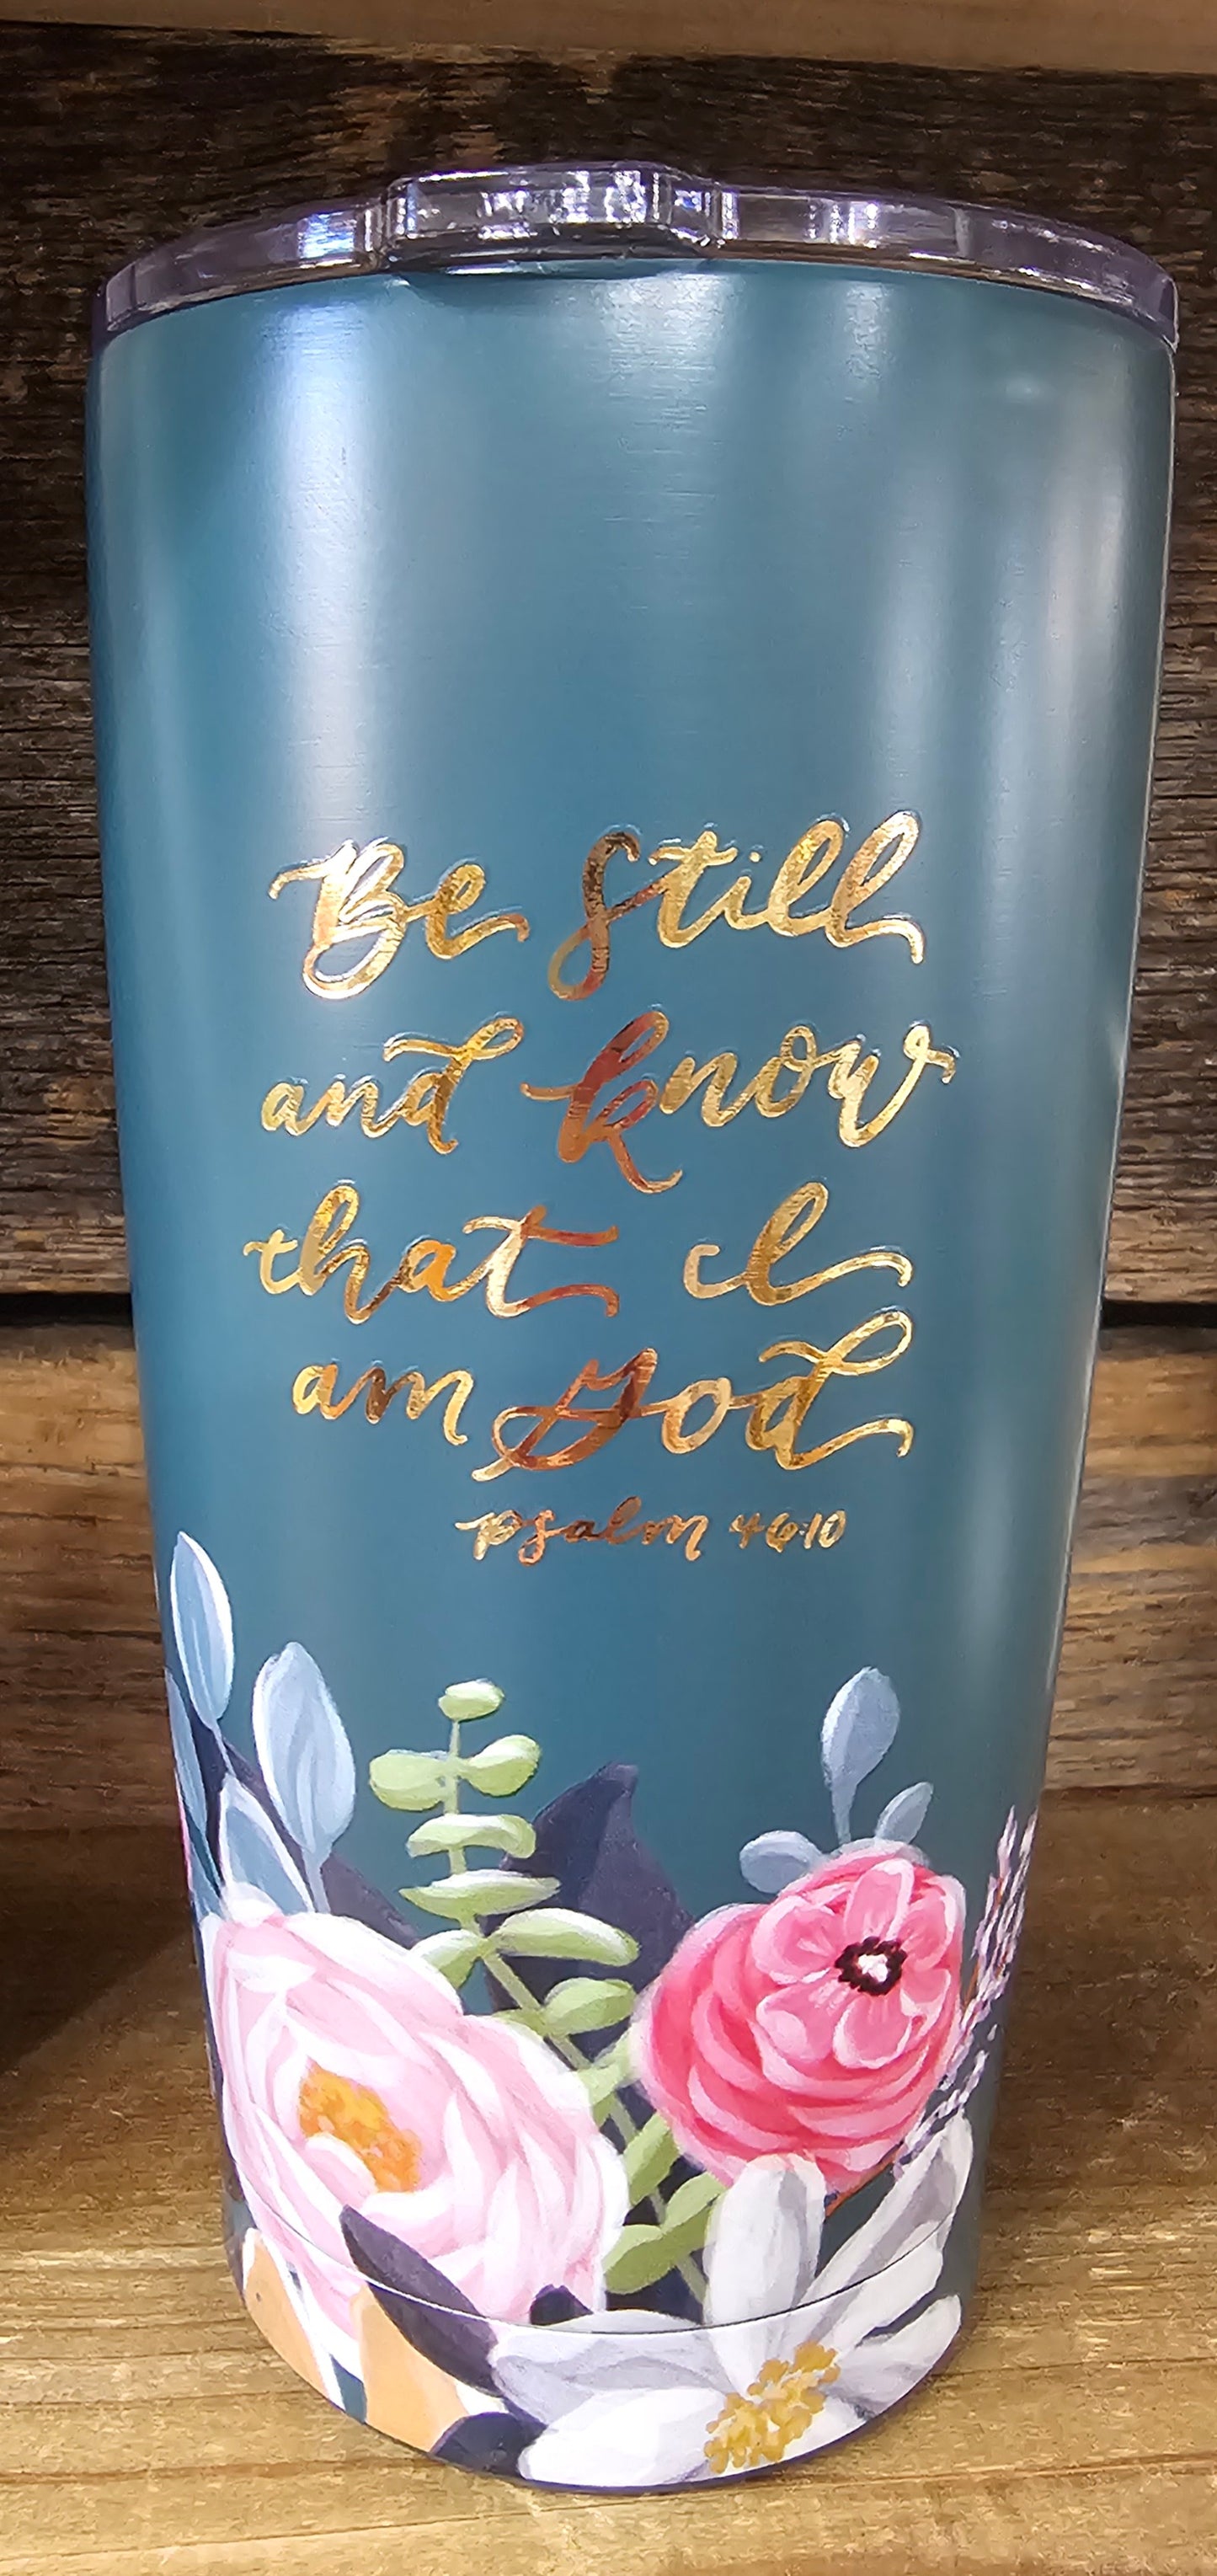 Be Still
and know
that I
am God
psalm 46:10